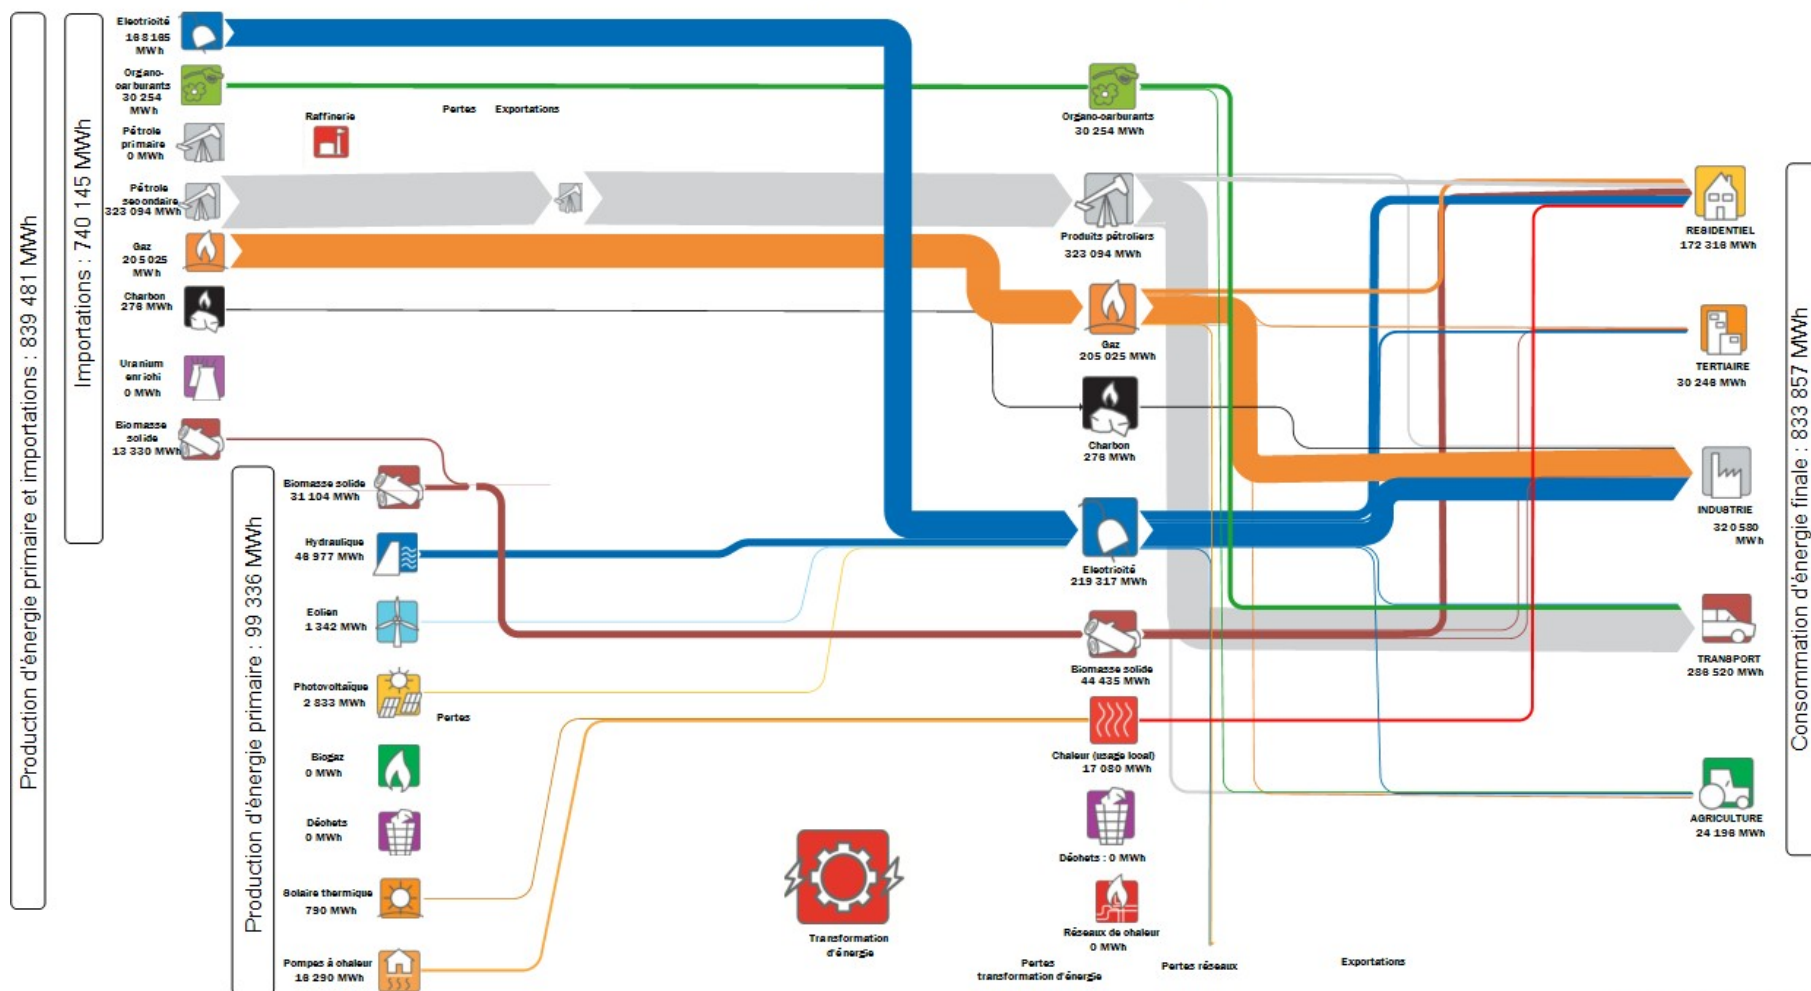 Production d'énergie primaire et importations : 839 481 MWh
Importations : 740 145 MWh
Electricité
168 165
MWh
Organo-
carburants
30 254
MWh
Pétrole
primaire
0 MWh
Pétrole
secondaire
323 094 MWh
Gaz
205 025
MWh
Charbon
276 MWh
Uranium
enrichi
0 MWh
Biomasse
solide
13 330 MWh
Raffinerie
Pertes
Exportations
Production d'énergie primaire : 99 336 MWh
Biomasse solide
31 104 MWh
Hydraulique
46 977 MWh
Eolien
1 342 MWh
Photovoltaïque
2 833 MWh
Pertes
Biogaz
0 MWh
Déchets
0 MWh
Solaire thermique
790 MWh
Pompes à chaleur
16 290 MWh
Transformation
d'énergie
Organo-carburants
30 254 MWh
Produits pétroliers
323 094 MWh
Gaz
205 025 MWh
Charbon
276 MWh
Electricité
219 317 MWh
Biomasse solide
44 435 MWh
Chaleur (usage local)
17 080 MWh
Déchets : 0 MWh
Réseaux de chaleur
0 MWh
Pertes
transformation d'énergie
Pertes réseaux
Exportations
RESIDENTIEL
172 316 MWh
TERTIAIRE
30 246 MWh
INDUSTRIE
320 580
MWh
TRANSPORT
286 520 MWh
AGRICULTURE
24 196 MWh
Consommation d'énergie finale : 833 857 MWh